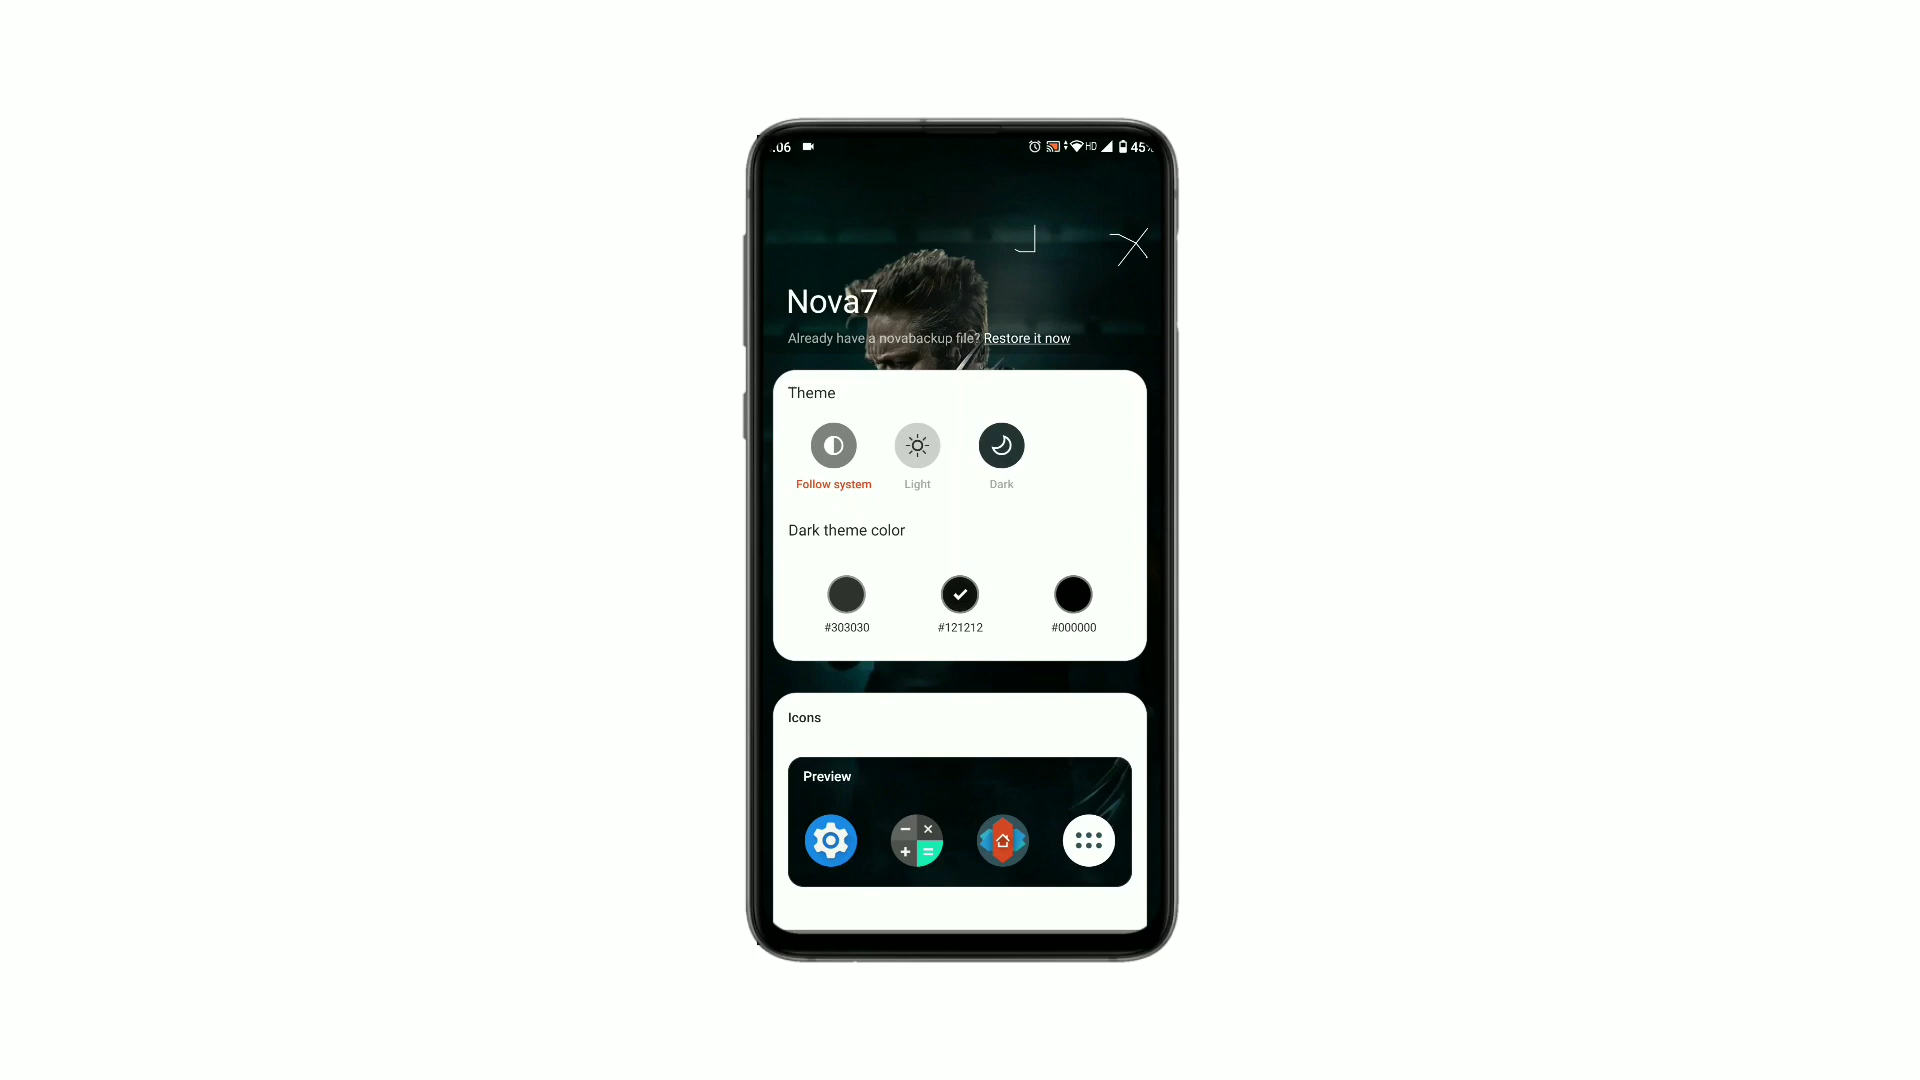 :06 HD 45%
Nova7
Already have a novabackup file? Restore it now
Theme
Follow system Light Dark
Dark theme color
#303030 #121212 #000000
Icons
Preview